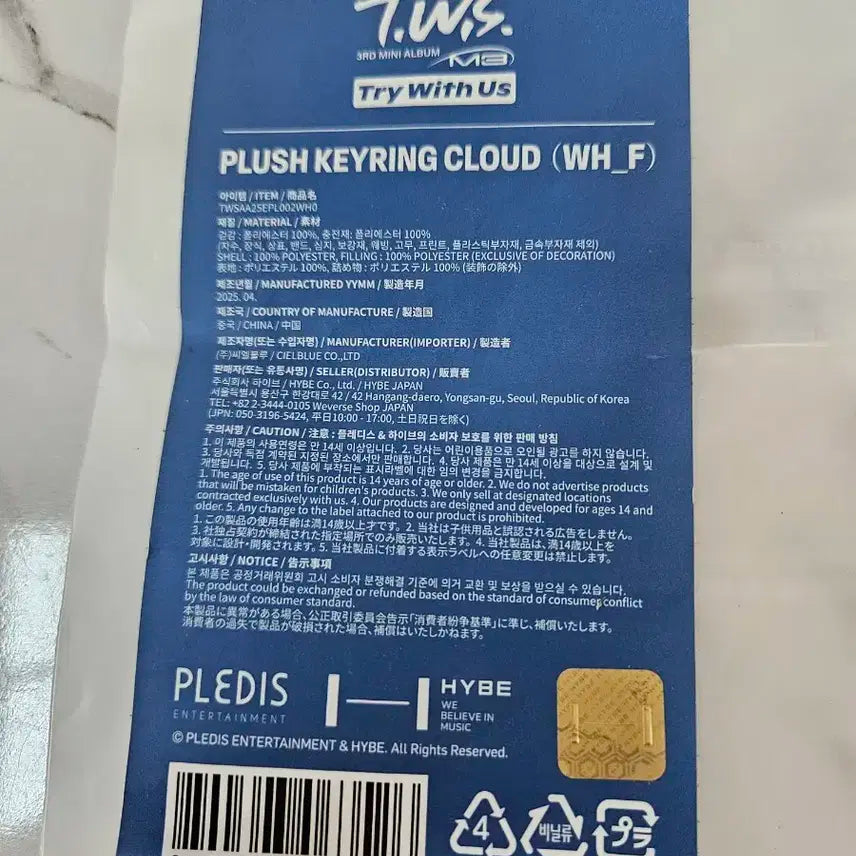 T.W.S.
3RD MINI ALBUM
Try With Us
PLUSH KEYRING CLOUD (WH_F)
아이템 / ITEM / 商品名
TWSAA25EPL002WH0
재질 / MATERIAL / 素材
겉감 : 폴리에스터 100%, 충전재: 폴리에스터 100%
(자수, 장식, 상표, 밴드, 심지, 보강재, 웨빙, 고무, 프린트, 플라스틱부자재, 금속부자재 제외)
SHELL : 100% POLYESTER, FILLING : 100% POLYESTER (EXCLUSIVE OF DECORATION)
表地 : ポリエステル 100%, 詰め物 : ポリエステル 100% (装飾の除外)
제조년월 / MANUFACTURED YYMM / 製造年月
2025. 04.
제조국 / COUNTRY OF MANUFACTURE / 製造国
중국 / CHINA / 中国
제조자명(또는 수입자명) / MANUFACTURER(IMPORTER) / 製造者
(주)씨엘블루 / CIELBLUE CO.,LTD
판매자(또는 유통사명) / SELLER(DISTRIBUTOR) / 販売者
주식회사 하이브 / HYBE Co., Ltd. / HYBE JAPAN
서울특별시 용산구 한강대로 42 / 42 Hangang-daero, Yongsan-gu, Seoul, Republic of Korea
TEL: +82 2-3444-0105 Weverse Shop JAPAN
(JPN: 050-3196-5424, 平日10:00 - 17:00, 土日祝日を除く)
주의사항 / CAUTION / 注意 : 플레디스 & 하이브의 소비자 보호를 위한 판매 방침
1. 이 제품의 사용연령은 만 14세 이상입니다. 2. 당사는 어린이용품으로 오인될 광고를 하지 않습니다.
3. 당사와 독점 계약된 지정된 장소에서만 판매합니다. 4. 당사 제품은 만 14세 이상을 대상으로 설계 및
개발됩니다. 5. 당사 제품에 부착되는 표시라벨에 대한 임의 변경을 금지합니다.
1. The age of use of this product is 14 years of age or older. 2. We do not advertise products
that will be mistaken for children's products. 3. We only sell at designated locations
contracted exclusively with us. 4. Our products are designed and developed for ages 14 and
older. 5. Any change to the label attached to our product is prohibited.
1. この製品の使用年齢は満14歳以上才です。 2. 当社は子供用品と誤認される広告をしません。
3. 社独占契約が締結された指定場所でのみ販売いたします。 4. 当社製品は、満14歳以上を
対象に設計・開発されます。 5. 当社製品に付着する表示ラベルへの任意変更は禁止します。
고시사항 / NOTICE / 告示事項
본 제품은 공정거래위원회 고시 소비자 분쟁해결 기준에 의거 교환 및 보상을 받으실 수 있습니다.
The product could be exchanged or refunded based on the standard of consumer conflict
by the law of consumer standard.
本製品に異常がある場合、公正取引委員会告示「消費者紛争基準」に準じ、補償いたします。
消費者の過失で製品が破損された場合、補償はいたしかねます。
PLEDIS
ENTERTAINMENT
HYBE
WE
BELIEVE IN
MUSIC
© PLEDIS ENTERTAINMENT & HYBE. All Rights Reserved.
4
비닐류
プラ